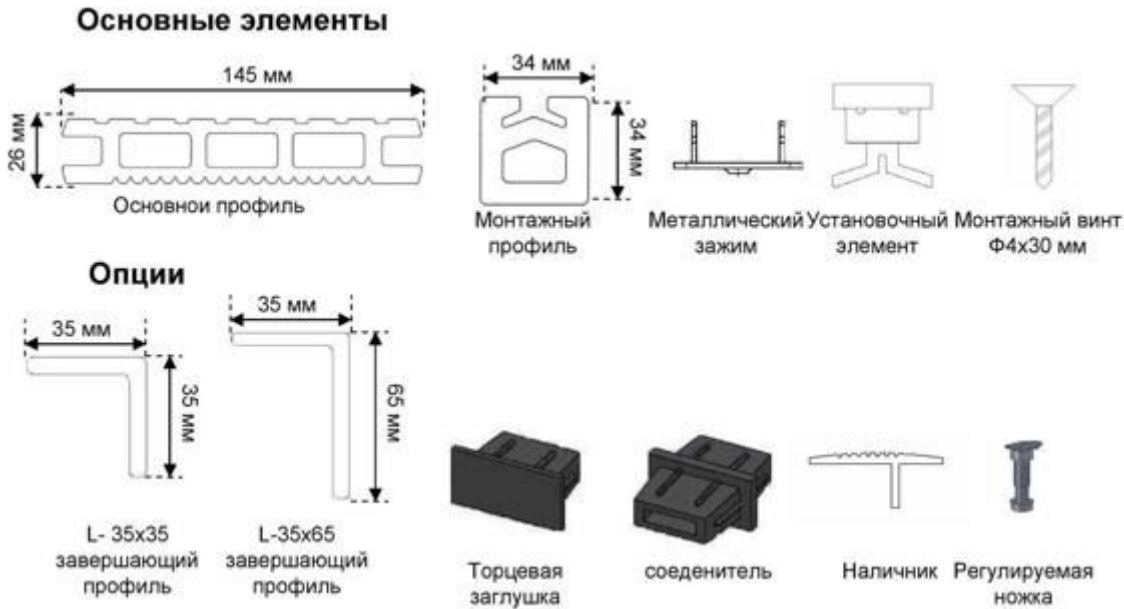 Основные элементы
145 мм
26 мм
Основнои профиль
34 мм
34 мм
Монтажный
профиль
Металлический
зажим
Установочный
элемент
Монтажный винт
Ф4х30 мм
Опции
35 мм
35 мм
L- 35х35
завершающий
профиль
35 мм
65 мм
L-35х65
завершающий
профиль
Торцевая
заглушка
соеденитель
Наличник
Регулируемая
ножка